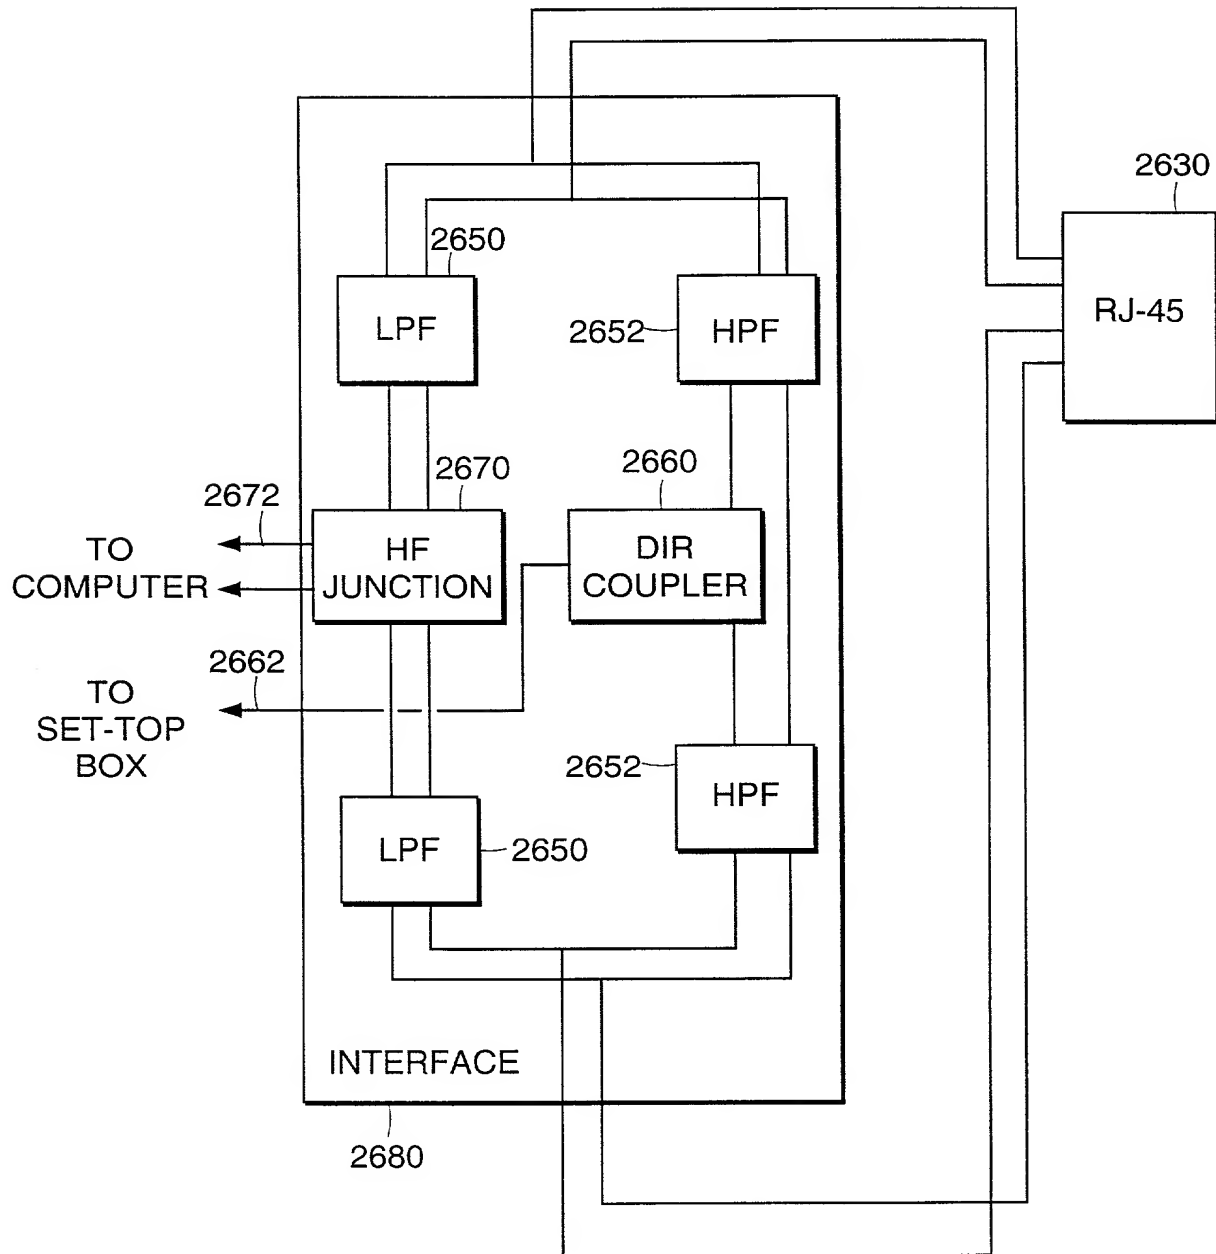 2630
RJ-45
2650
LPF
2652
HPF
2670
2660
2672
TO
COMPUTER
HF
JUNCTION
DIR
COUPLER
2662
TO
SET-TOP
BOX
2652
HPF
LPF
2650
INTERFACE
2680